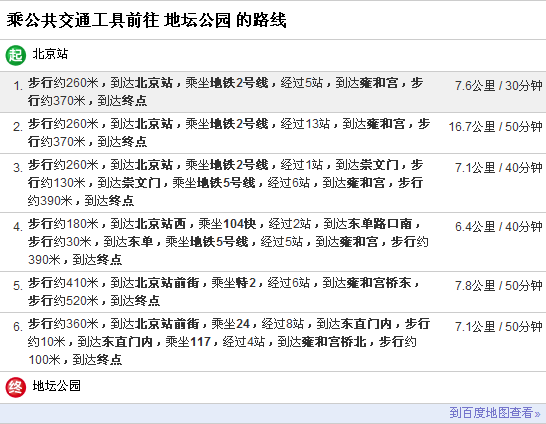 乘公共交通工具前往 地坛公园 的路线
起 北京站
1. 步行约260米，到达北京站，乘坐地铁2号线，经过5站，到达雍和宫，步 7.6公里 / 30分钟
行约370米，到达终点
2. 步行约260米，到达北京站，乘坐地铁2号线，经过13站，到达雍和宫，步 16.7公里 / 50分钟
行约370米，到达终点
3. 步行约260米，到达北京站，乘坐地铁2号线，经过1站，到达崇文门，步 7.1公里 / 40分钟
行约130米，到达崇文门，乘坐地铁5号线，经过6站，到达雍和宫，步行
约390米，到达终点
4. 步行约180米，到达北京站西，乘坐104快，经过2站，到达东单路口南， 6.4公里 / 40分钟
步行约30米，到达东单，乘坐地铁5号线，经过5站，到达雍和宫，步行约
390米，到达终点
5. 步行约410米，到达北京站前街，乘坐特2，经过6站，到达雍和宫桥东， 7.8公里 / 50分钟
步行约520米，到达终点
6. 步行约360米，到达北京站前街，乘坐24，经过8站，到达东直门内，步行 7.1公里 / 50分钟
约10米，到达东直门内，乘坐117，经过4站，到达雍和宫桥北，步行约
100米，到达终点
终 地坛公园
到百度地图查看»